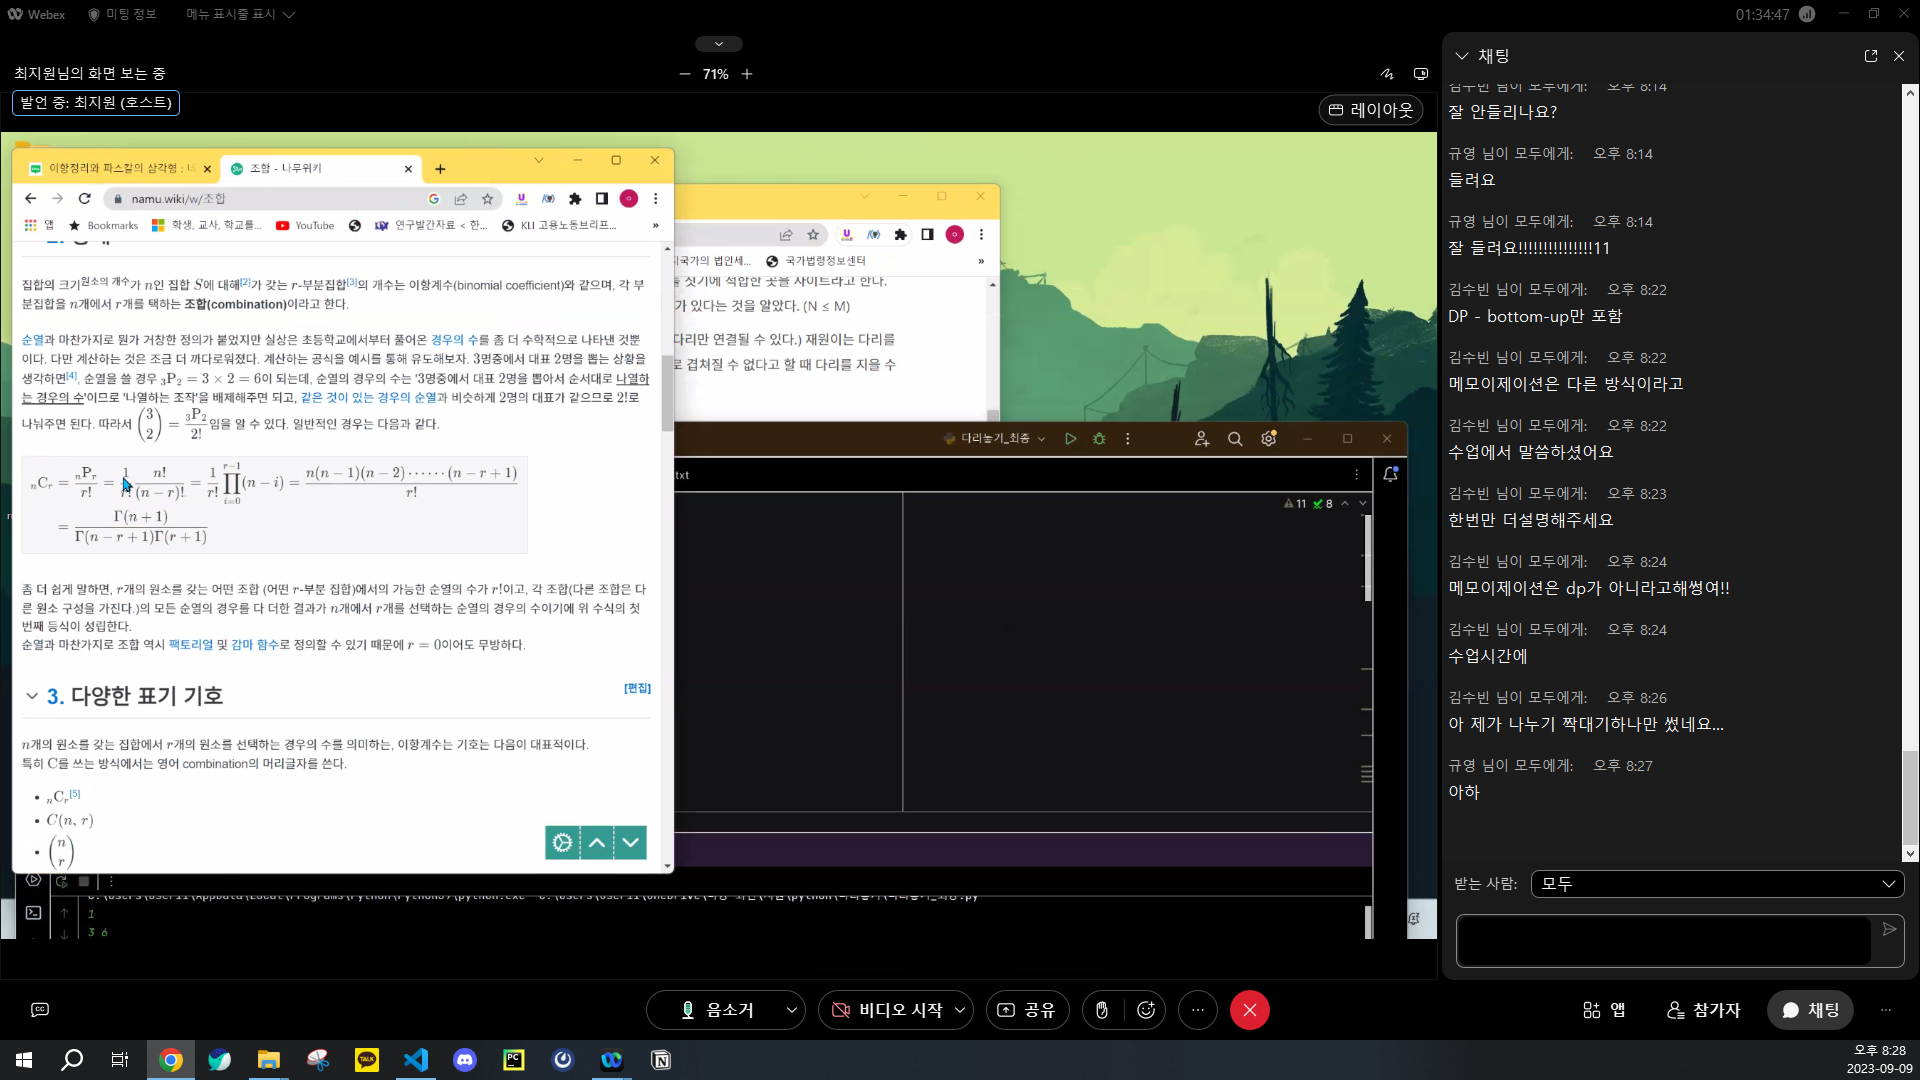 Webex
미팅 정보
메뉴 표시줄 표시
01:34:47
최지원님의 화면 보는 중
71%
발언 중: 최지원 (호스트)
레이아웃
이항정리와 파스칼의 삼각형 : 네
조합 - 나무위키
namu.wiki/w/조합
앱
Bookmarks
학생, 교사, 학교를...
YouTube
연구발간자료 < 한...
KLI 고용노동브리프...
»
집합의 크기원소의 개수가 n인 집합 S에 대해[2]가 갖는 r-부분집합[3]의 개수는 이항계수(binomial coefficient)와 같으며, 각 부
분집합을 n개에서 r개를 택하는 조합(combination)이라고 한다.
순열과 마찬가지로 뭔가 거창한 정의가 붙었지만 실상은 초등학교에서부터 풀어온 경우의 수를 좀 더 수학적으로 나타낸 것뿐
이다. 다만 계산하는 것은 조금 더 까다로워졌다. 계산하는 공식을 예시를 통해 유도해보자. 3명중에서 대표 2명을 뽑는 상황을
생각하면[4], 순열을 쓸 경우 ₃P₂ = 3 × 2 = 6이 되는데, 순열의 경우의 수는 '3명중에서 대표 2명을 뽑아서 순서대로 나열하
는 경우의 수'이므로 '나열하는 조작'을 배제해주면 되고, 같은 것이 있는 경우의 순열과 비슷하게 2명의 대표가 같으므로 2!로
나눠주면 된다. 따라서 (3 2) = ₃P₂/2! 임을 알 수 있다. 일반적인 경우는 다음과 같다.
nCr = nPr/r! = 1/r! n!/(n − r)! = 1/r! ∏_{i=0}^{r−1}(n − i) = n(n − 1)(n − 2)⋯⋯(n − r + 1)/r!
= Γ(n + 1)/Γ(n − r + 1)Γ(r + 1)
좀 더 쉽게 말하면, r개의 원소를 갖는 어떤 조합 (어떤 r-부분 집합)에서의 가능한 순열의 수가 r!이고, 각 조합(다른 조합은 다
른 원소 구성을 가진다.)의 모든 순열의 경우를 다 더한 결과가 n개에서 r개를 선택하는 순열의 경우의 수이기에 위 수식의 첫
번째 등식이 성립한다.
순열과 마찬가지로 조합 역시 팩토리얼 및 감마 함수로 정의할 수 있기 때문에 r = 0이어도 무방하다.
3. 다양한 표기 기호
[편집]
n개의 원소를 갖는 집합에서 r개의 원소를 선택하는 경우의 수를 의미하는, 이항계수는 기호는 다음이 대표적이다.
특히 C를 쓰는 방식에서는 영어 combination의 머리글자를 쓴다.
• nCr[5]
• C(n, r)
• (n r)
국가의 법인세...
국가법령정보센터
»
짓기에 적합한 곳을 사이트라고 한다.
가 있다는 것을 알았다. (N ≤ M)
다리만 연결될 수 있다.) 재원이는 다리를
로 겹쳐질 수 없다고 할 때 다리를 지을 수
다리놓기_최종
txt
11
8
1
3 6
채팅
김수빈 님이 모두에게: 오후 8:14
잘 안들리나요?
규영 님이 모두에게: 오후 8:14
들려요
규영 님이 모두에게: 오후 8:14
잘 들려요!!!!!!!!!!!!!!!11
김수빈 님이 모두에게: 오후 8:22
DP - bottom-up만 포함
김수빈 님이 모두에게: 오후 8:22
메모이제이션은 다른 방식이라고
김수빈 님이 모두에게: 오후 8:22
수업에서 말씀하셨어요
김수빈 님이 모두에게: 오후 8:23
한번만 더설명해주세요
김수빈 님이 모두에게: 오후 8:24
메모이제이션은 dp가 아니라고해썽여!!
김수빈 님이 모두에게: 오후 8:24
수업시간에
김수빈 님이 모두에게: 오후 8:26
아 제가 나누기 짝대기하나만 썼네요...
규영 님이 모두에게: 오후 8:27
아하
받는 사람: 모두
CC
음소거
비디오 시작
공유
앱
참가자
채팅
TALK
PC
오후 8:28
2023-09-09